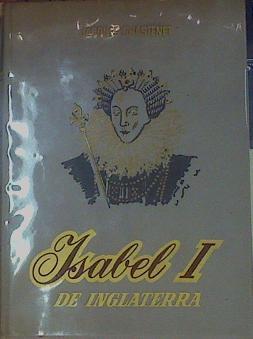 Isabel I
DE INGLATERRA